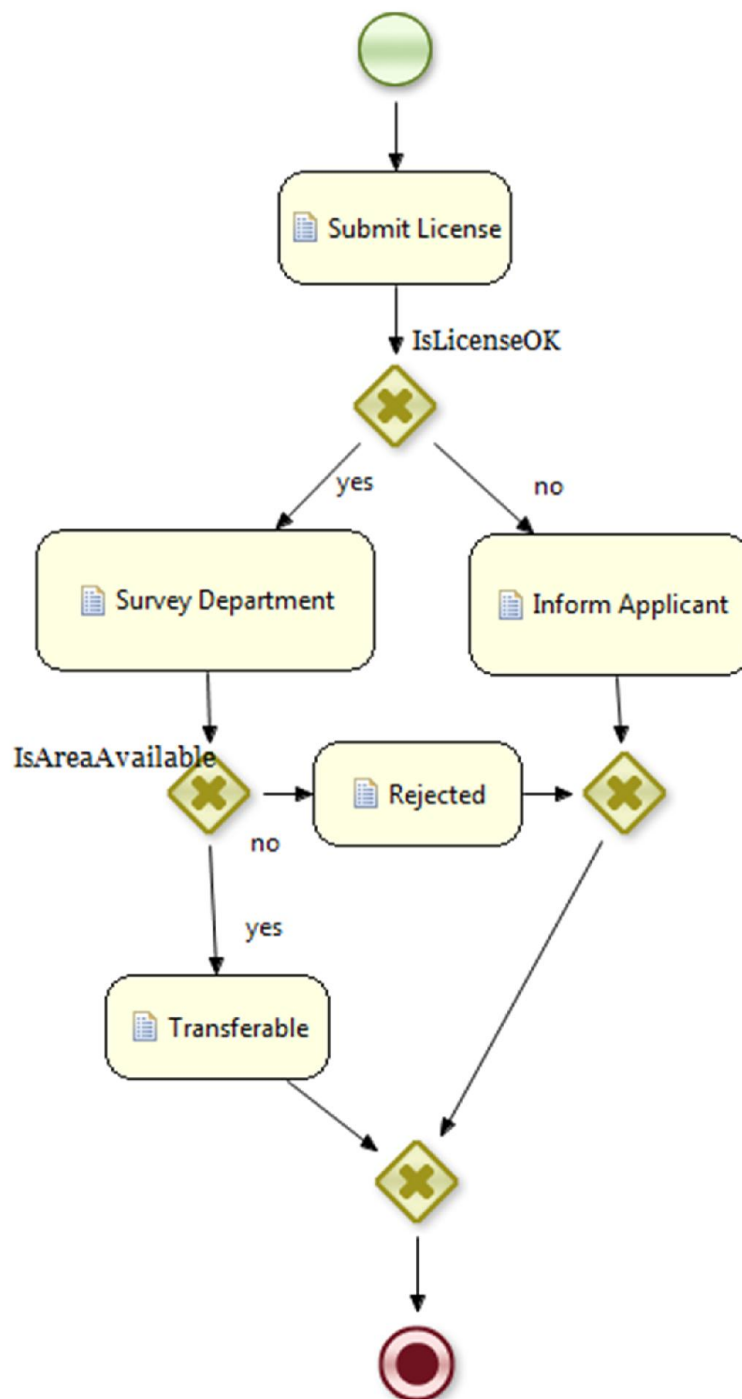 Submit License
IsLicenseOK
yes
no
Survey Department
Inform Applicant
IsAreaAvailable
Rejected
no
yes
Transferable